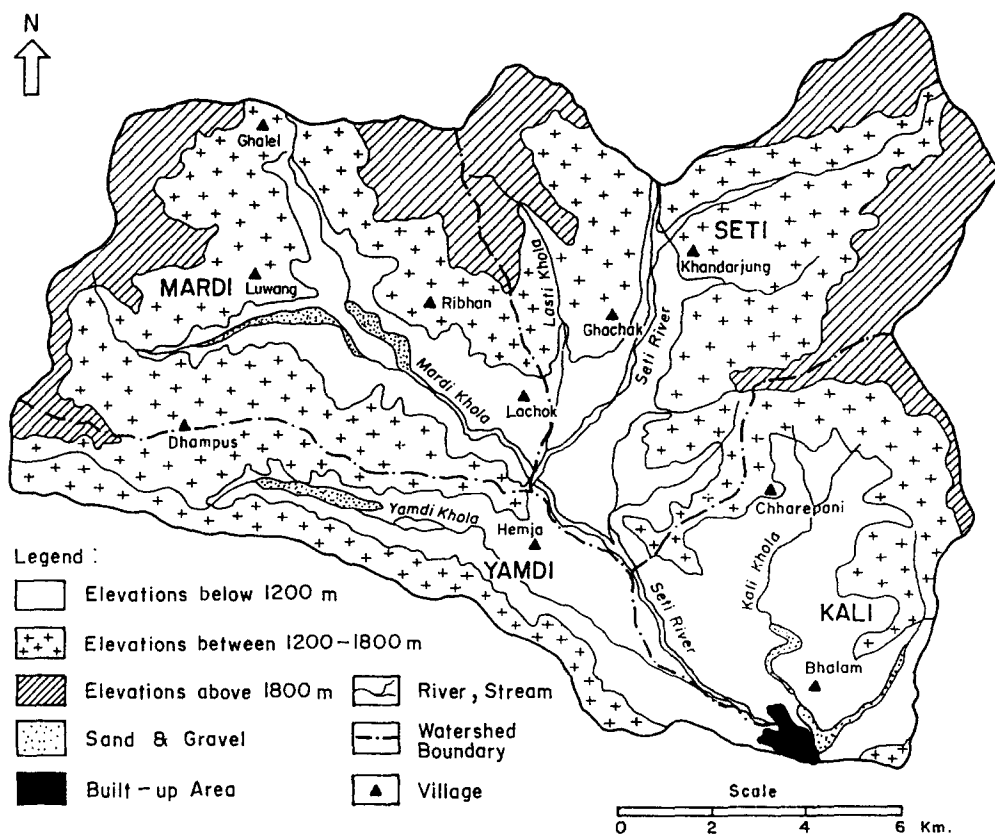 N
Ghalel
SETI
Khandarjung
MARDI
Luwang
Ribhan
Lasti Khola
Ghachak
Seti River
Mardi Khola
Lachok
Dhampus
Chharepani
Yamdi Khola
Hemja
YAMDI
Seti River
Kali Khola
KALI
Bhalam
Legend :
Elevations below 1200 m
Elevations between 1200-1800 m
Elevations above 1800 m
Sand & Gravel
Built-up Area
River, Stream
Watershed
Boundary
Village
Scale
0 2 4 6 Km.